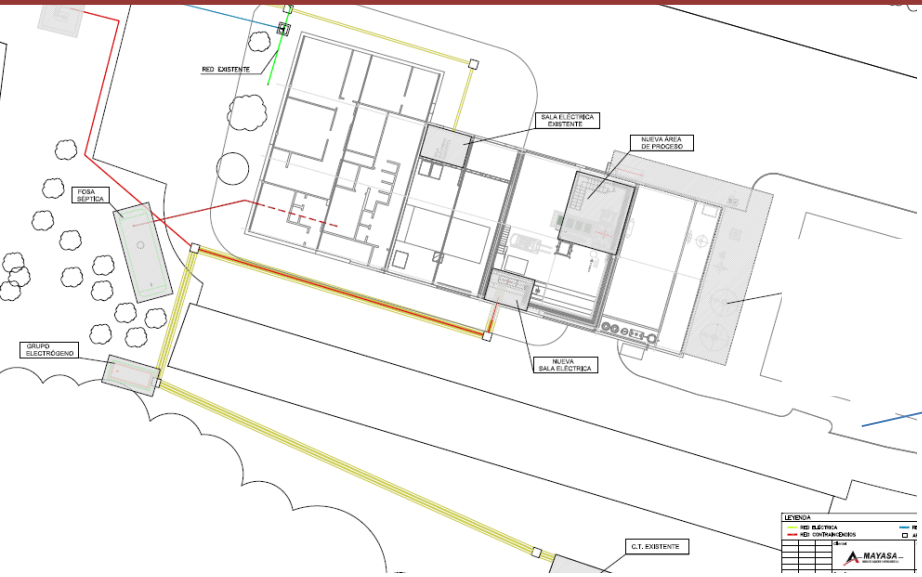 RED EXISTENTE
SALA ELÉCTRICA
EXISTENTE
NUEVA ÁREA
DE PROCESO
FOSA
SÉPTICA
GRUPO
ELECTRÓGENO
NUEVA
SALA ELÉCTRICA
C.T. EXISTENTE
LEYENDA
RED ELÉCTRICA
RED CONTRAINCENDIOS
MAYASA